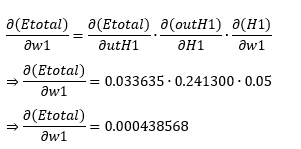 ∂(Etotal)/∂w1 = ∂(Etotal)/∂utH1 · ∂(outH1)/∂H1 · ∂(H1)/∂w1
⇒ ∂(Etotal)/∂w1 = 0.033635 · 0.241300 · 0.05
⇒ ∂(Etotal)/∂w1 = 0.000438568